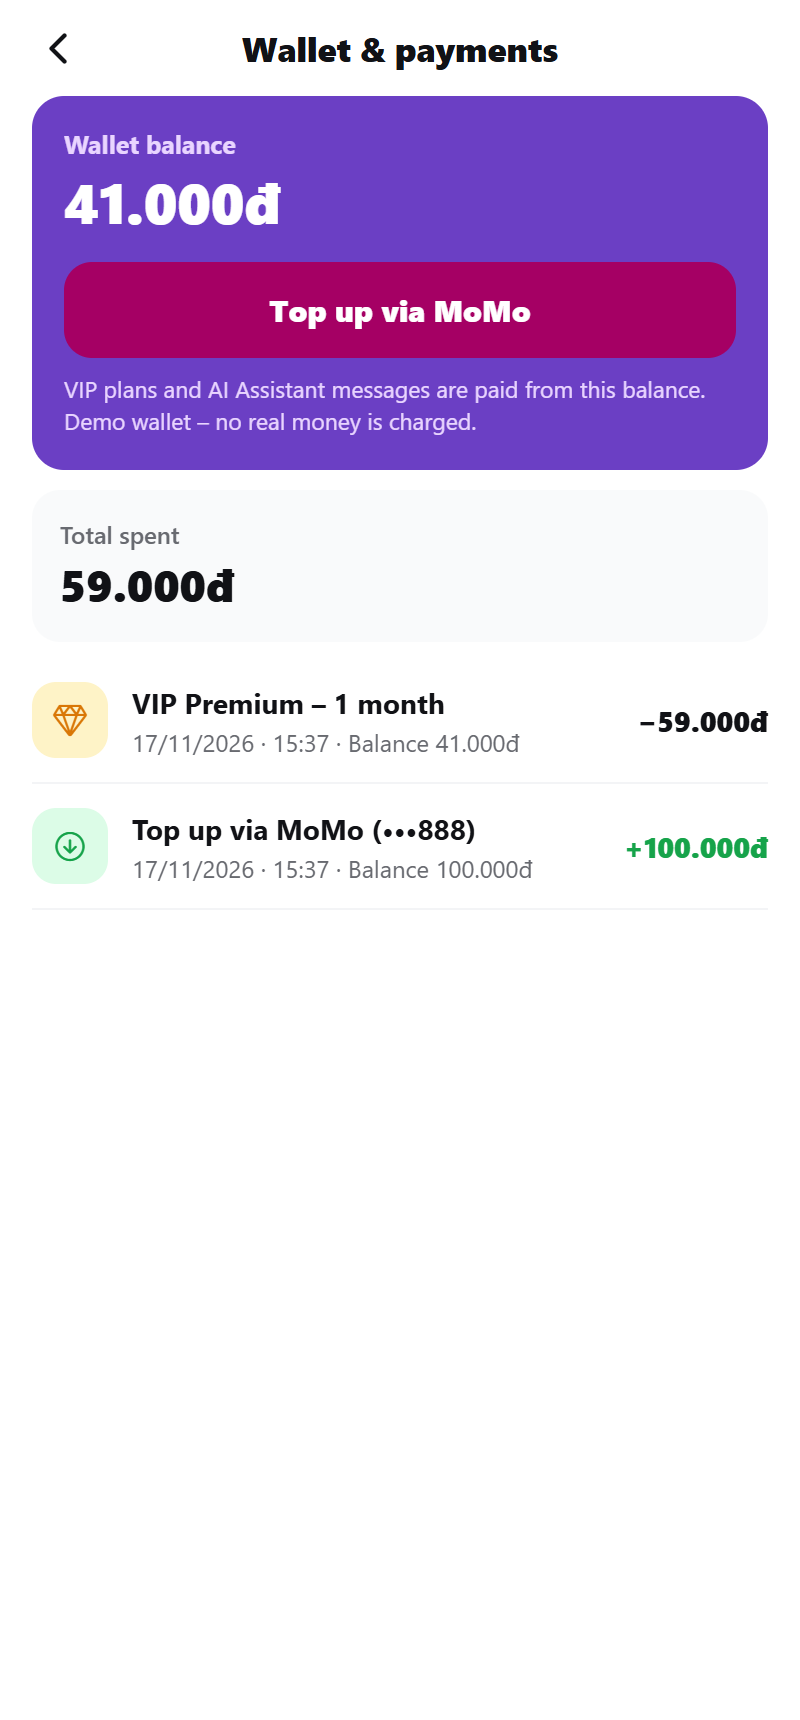 Wallet & payments
Wallet balance
41.000đ
Top up via MoMo
VIP plans and AI Assistant messages are paid from this balance.
Demo wallet – no real money is charged.
Total spent
59.000đ
VIP Premium – 1 month
17/11/2026 · 15:37 · Balance 41.000đ
−59.000đ
Top up via MoMo (•••888)
17/11/2026 · 15:37 · Balance 100.000đ
+100.000đ